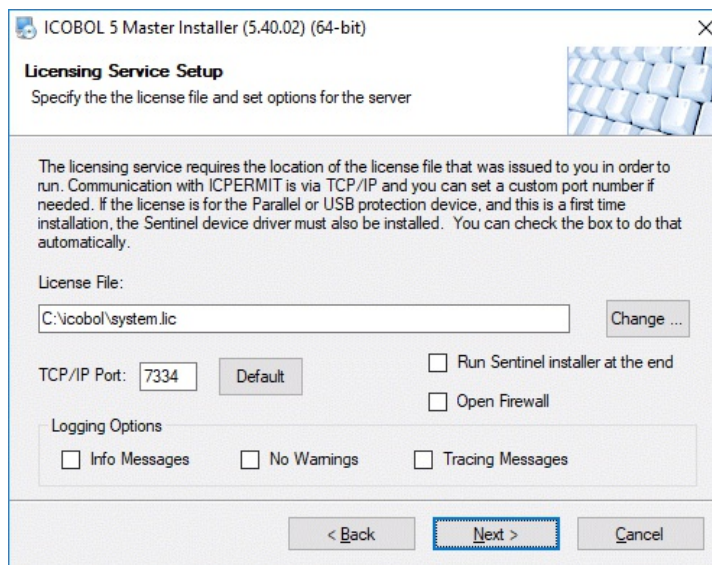 ICOBOL 5 Master Installer (5.40.02) (64-bit)
Licensing Service Setup
Specify the the license file and set options for the server
The licensing service requires the location of the license file that was issued to you in order to
run. Communication with ICPERMIT is via TCP/IP and you can set a custom port number if
needed. If the license is for the Parallel or USB protection device, and this is a first time
installation, the Sentinel device driver must also be installed.  You can check the box to do that
automatically.
License File:
C:\icobol\system.lic
Change ...
TCP/IP Port:
7334
Default
Run Sentinel installer at the end
Open Firewall
Logging Options
Info Messages
No Warnings
Tracing Messages
< Back
Next >
Cancel